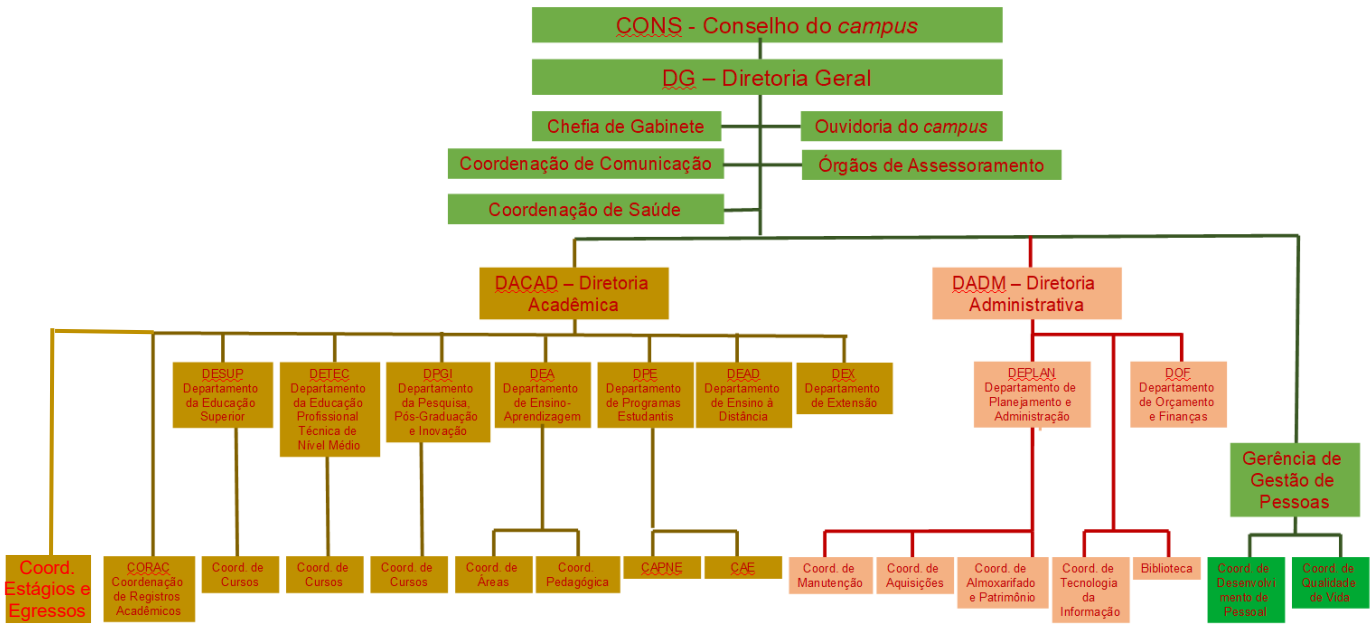 CONS - Conselho do campus
DG – Diretoria Geral
Chefia de Gabinete
Ouvidoria do campus
Coordenação de Comunicação
Órgãos de Assessoramento
Coordenação de Saúde
DACAD – Diretoria
Acadêmica
DADM – Diretoria
Administrativa
DESUP
Departamento
da Educação
Superior
DETEC
Departamento
da Educação
Profissional
Técnica de
Nível Médio
DPGI
Departamento
da Pesquisa,
Pós-Graduação
e Inovação
DEA
Departamento
de Ensino-
Aprendizagem
DPE
Departamento
de Programas
Estudantis
DEAD
Departamento
de Ensino à
Distância
DEX
Departamento
de Extensão
DEPLAN
Departamento de
Planejamento e
Administração
DOF
Departamento
de Orçamento
e Finanças
Gerência de
Gestão de
Pessoas
Coord.
Estágios e
Egressos
CORAC
Coordenação
de Registros
Acadêmicos
Coord. de
Cursos
Coord. de
Cursos
Coord. de
Cursos
Coord. de
Áreas
Coord.
Pedagógica
CAPNE
CAE
Coord. de
Manutenção
Coord. de
Aquisições
Coord. de
Almoxarifado
e Patrimônio
Coord. de
Tecnologia
da
Informação
Biblioteca
Coord. de
Desenvolvi
mento de
Pessoal
Coord. de
Qualidade
de Vida